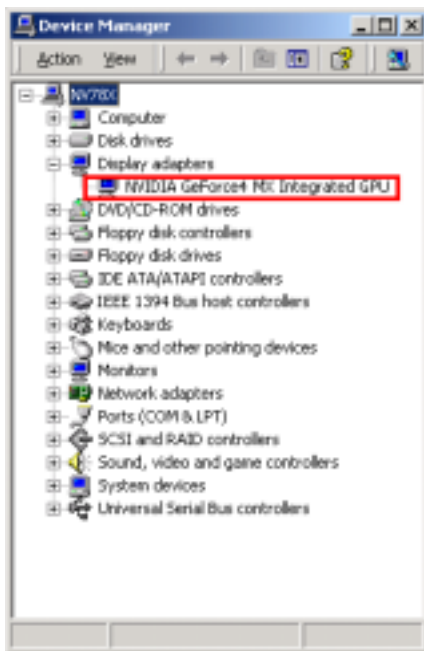 Device Manager
Action View
NV78X
Computer
Disk drives
Display adapters
NVIDIA GeForce4 MX Integrated GPU
DVD/CD-ROM drives
Floppy disk controllers
Floppy disk drives
IDE ATA/ATAPI controllers
IEEE 1394 Bus host controllers
Keyboards
Mice and other pointing devices
Monitors
Network adapters
Ports (COM & LPT)
SCSI and RAID controllers
Sound, video and game controllers
System devices
Universal Serial Bus controllers